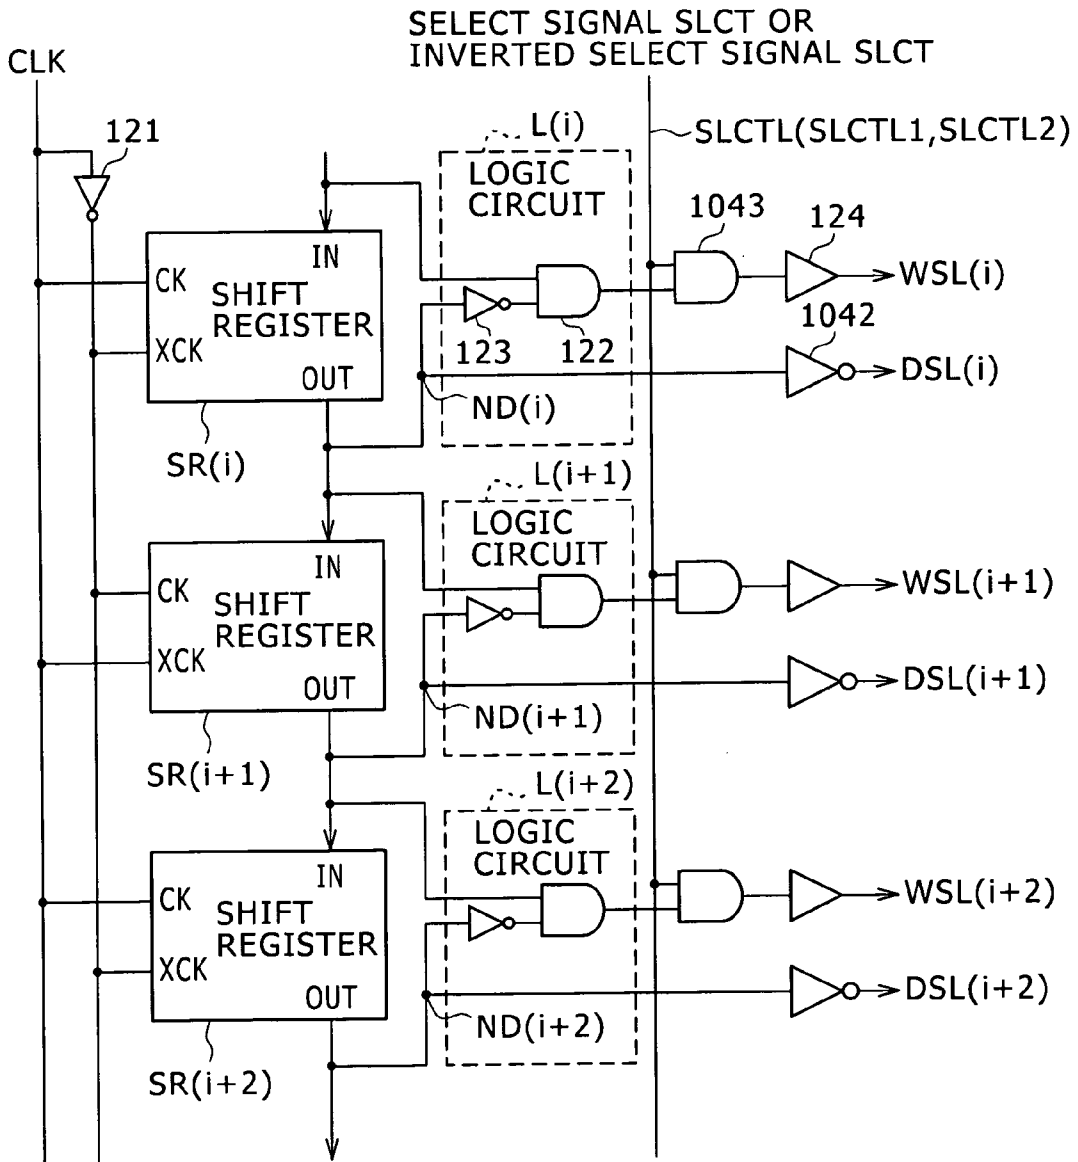 SELECT SIGNAL SLCT OR
INVERTED SELECT SIGNAL SLCT
CLK
121
L(i)
SLCTL(SLCTL1,SLCTL2)
LOGIC
CIRCUIT
1043
124
IN
CK
SHIFT
REGISTER
WSL(i)
XCK
123
122
1042
OUT
DSL(i)
ND(i)
SR(i)
L(i+1)
LOGIC
CIRCUIT
IN
CK
SHIFT
REGISTER
WSL(i+1)
XCK
OUT
DSL(i+1)
ND(i+1)
SR(i+1)
L(i+2)
LOGIC
CIRCUIT
IN
CK
SHIFT
REGISTER
WSL(i+2)
XCK
OUT
DSL(i+2)
ND(i+2)
SR(i+2)